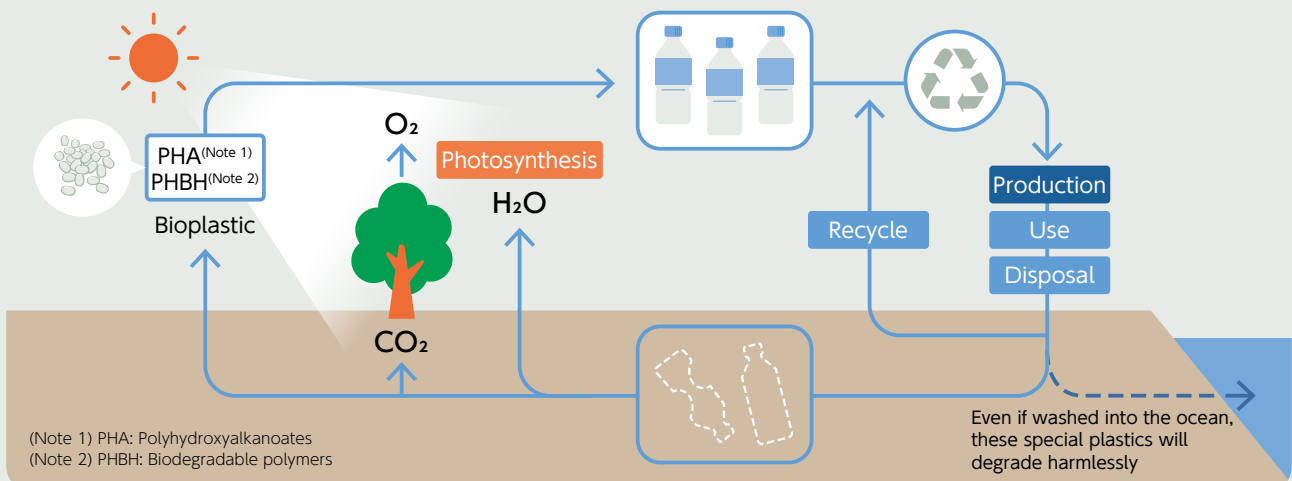 O₂
Photosynthesis
PHA(Note 1)
PHBH(Note 2)
H₂O
Production
Bioplastic
Recycle
Use
Disposal
CO₂
Even if washed into the ocean,
these special plastics will
degrade harmlessly
(Note 1) PHA: Polyhydroxyalkanoates
(Note 2) PHBH: Biodegradable polymers